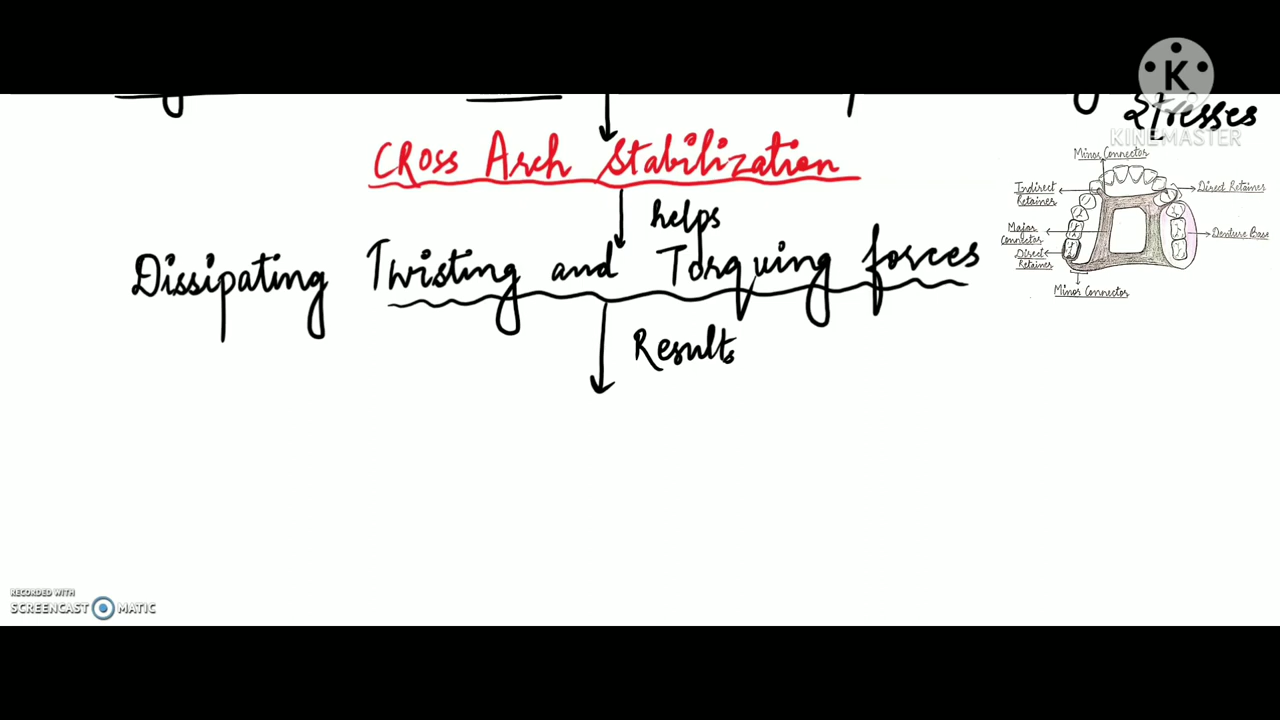 K
Stresses
KINEMASTER
CROSS Arch Stabilization
helps
Dissipating Twisting and Torquing forces
Results
Minor Connector
Indirect Retainer
Direct Retainer
Major Connector
Denture Base
Direct Retainer
Minor Connector
RECORDED WITH
SCREENCAST MATIC